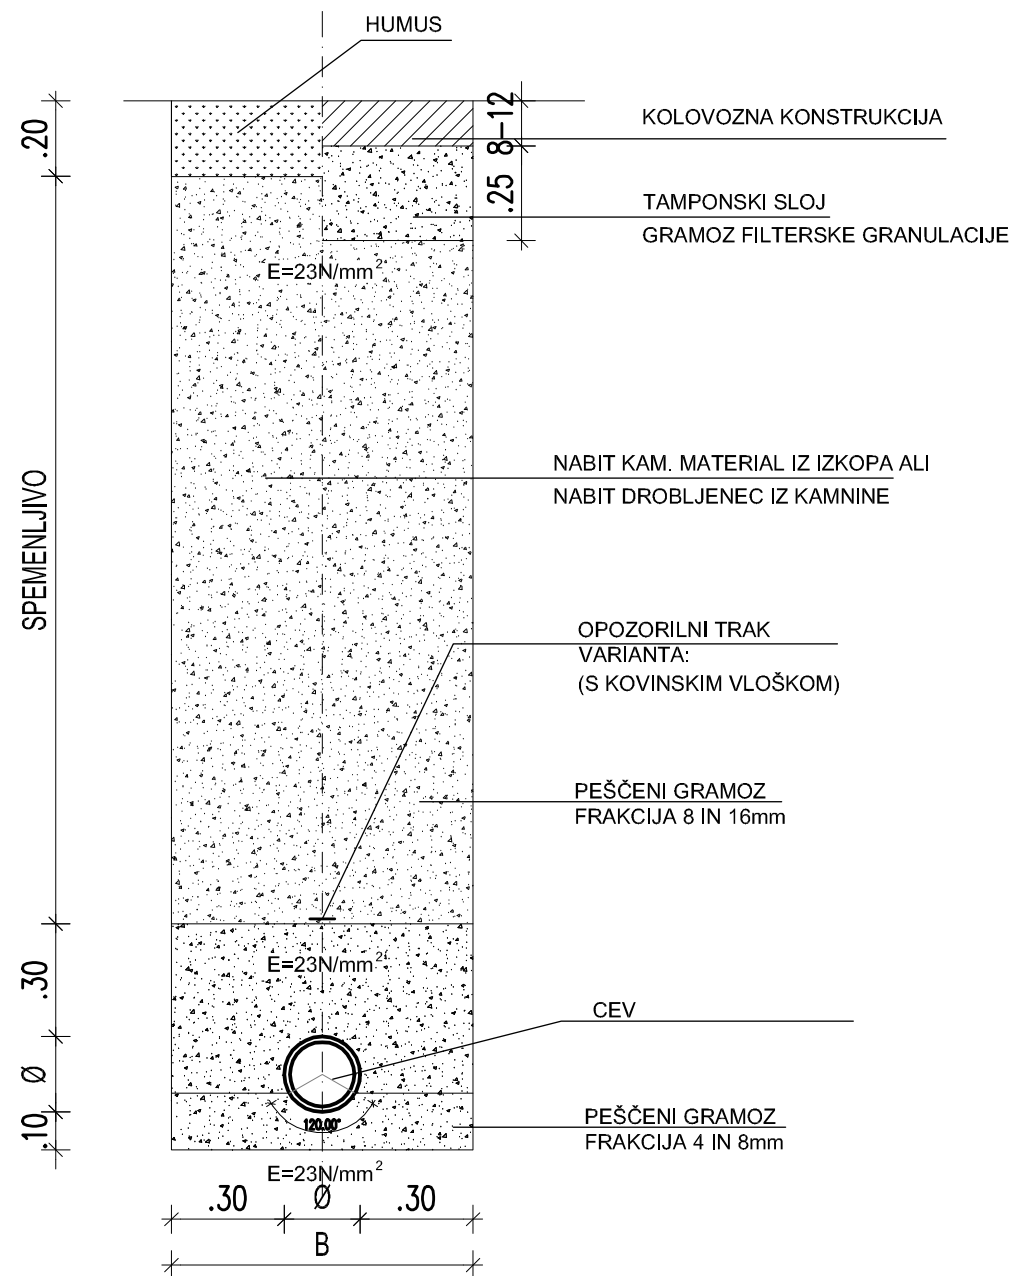 HUMUS
.20
8-12
KOLOVOZNA KONSTRUKCIJA
.25
TAMPONSKI SLOJ
GRAMOZ FILTERSKE GRANULACIJE
E=23N/mm²
SPEMENLJIVO
NABIT KAM. MATERIAL IZ IZKOPA ALI
NABIT DROBLJENEC IZ KAMNINE
OPOZORILNI TRAK
VARIANTA:
(S KOVINSKIM VLOŠKOM)
PEŠČENI GRAMOZ
FRAKCIJA 8 IN 16mm
.30
E=23N/mm²
CEV
Ø
.10
120.00°
PEŠČENI GRAMOZ
FRAKCIJA 4 IN 8mm
E=23N/mm²
.30 Ø .30
B